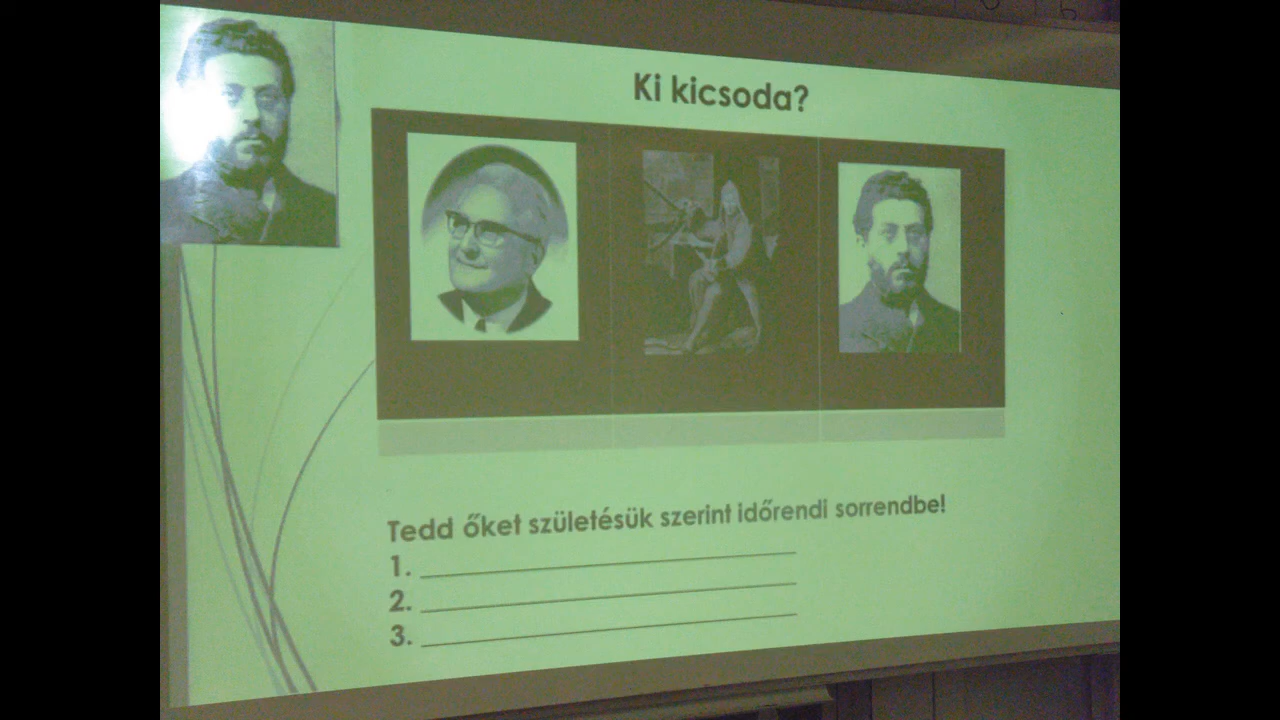 Ki kicsoda?
Tedd őket születésük szerint időrendi sorrendbe!
1.
2.
3.